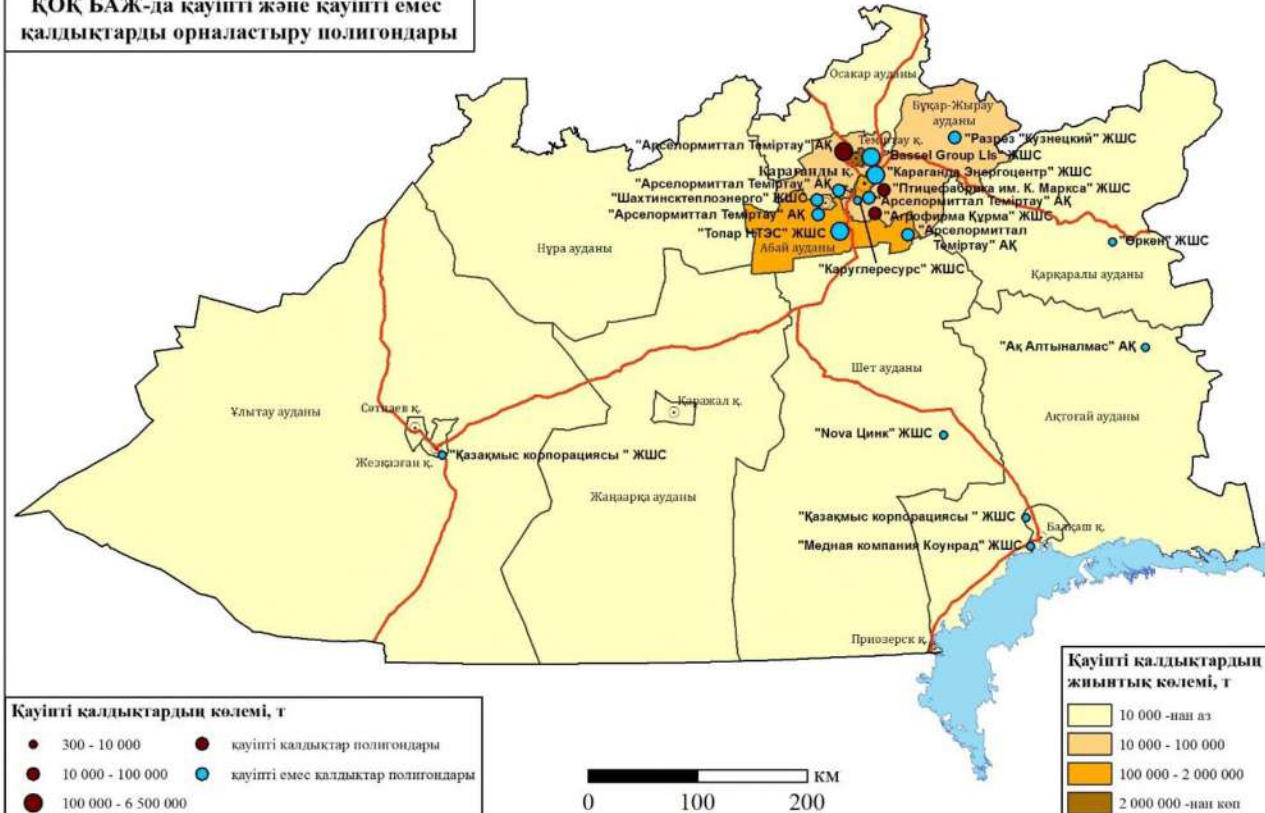 ҚОҚ БАЖ-да қауіпті және қауіпті емес
қалдықтарды орналастыру полигондары
Осакар ауданы
Бұқар-Жырау
ауданы
Теміртау қ.
"Разрез "Кузнецкий" ЖШС
"Арселормиттал Теміртау" АҚ
"Bassel Group Lls" ЖШС
Қарағанды қ.
"Караганда Энергоцентр" ЖШС
"Арселормиттал Теміртау" АҚ
"Птицефабрика им. К. Маркса" ЖШС
"Шахтинсктеплоэнерго" ЖШС
"Арселормиттал Теміртау" АҚ
"Арселормиттал Теміртау" АҚ
"Агрофирма Құрма" ЖШС
"Топар НТЭС" ЖШС
"Арселормиттал
Теміртау" АҚ
Абай ауданы
"Өркен" ЖШС
Нұра ауданы
"Каруглересурс" ЖШС
Қарқаралы ауданы
"Ақ Алтыналмас" АҚ
Шет ауданы
Ұлытау ауданы
Сәтпаев қ.
Қаражал қ.
Ақтоғай ауданы
"Nova Цинк" ЖШС
Жезқазған қ.
"Қазақмыс корпорациясы " ЖШС
Жаңаарқа ауданы
"Қазақмыс корпорациясы " ЖШС
Балқаш қ.
"Медная компания Коунрад" ЖШС
Приозерск қ.
Қауіпті қалдықтардың
жиынтық көлемі, т
10 000 -нан аз
10 000 - 100 000
100 000 - 2 000 000
2 000 000 -нан көп
Қауіпті қалдықтардың көлемі, т
300 - 10 000
қауіпті қалдықтар полигондары
10 000 - 100 000
қауіпті емес қалдықтар полигондары
100 000 - 6 500 000
км
0 100 200